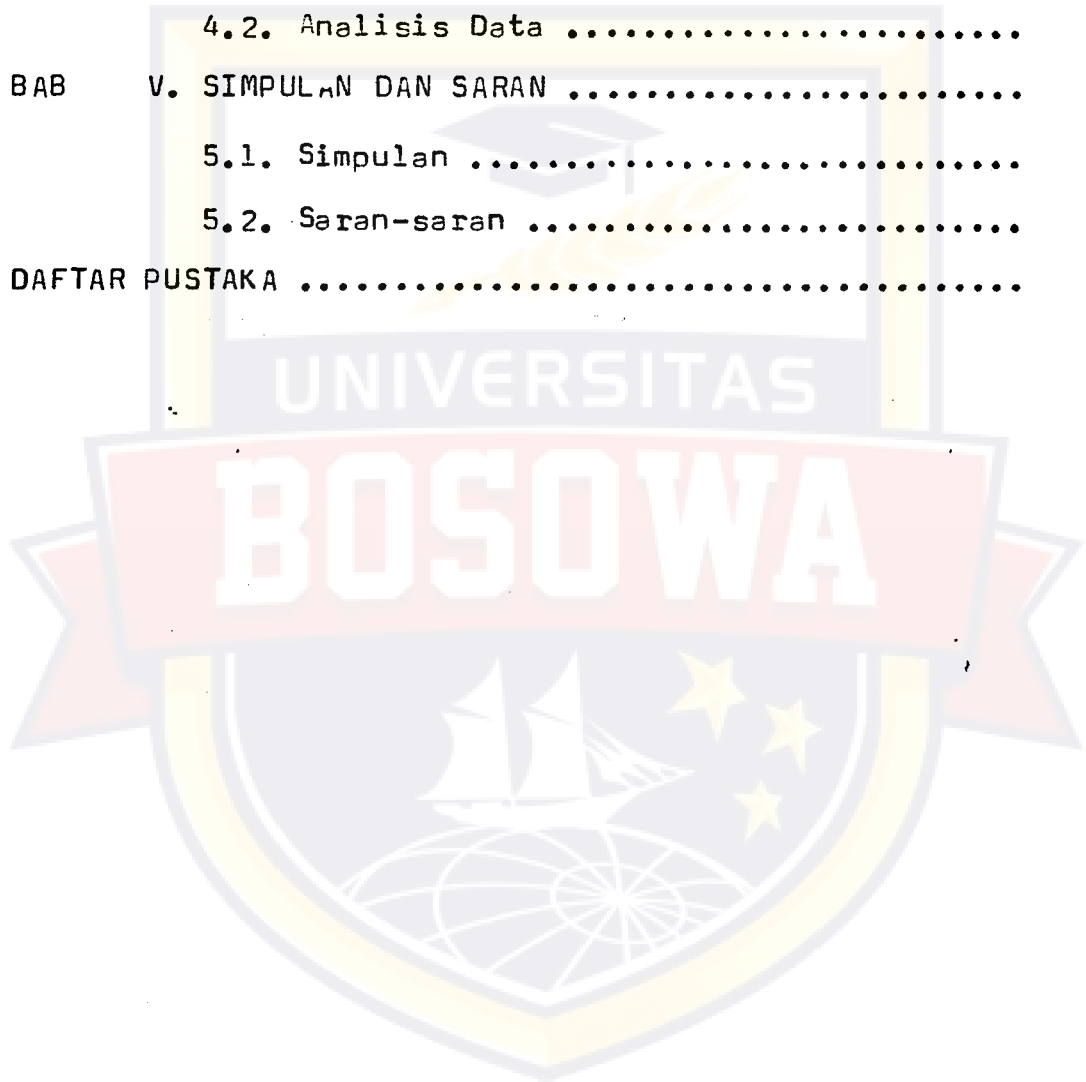 4.2. Analisis Data ........................
BAB V. SIMPULAN DAN SARAN ........................
5.1. Simpulan .............................
5.2. Saran-saran ..........................
DAFTAR PUSTAKA ......................................
UNIVERSITAS
BOSOWA